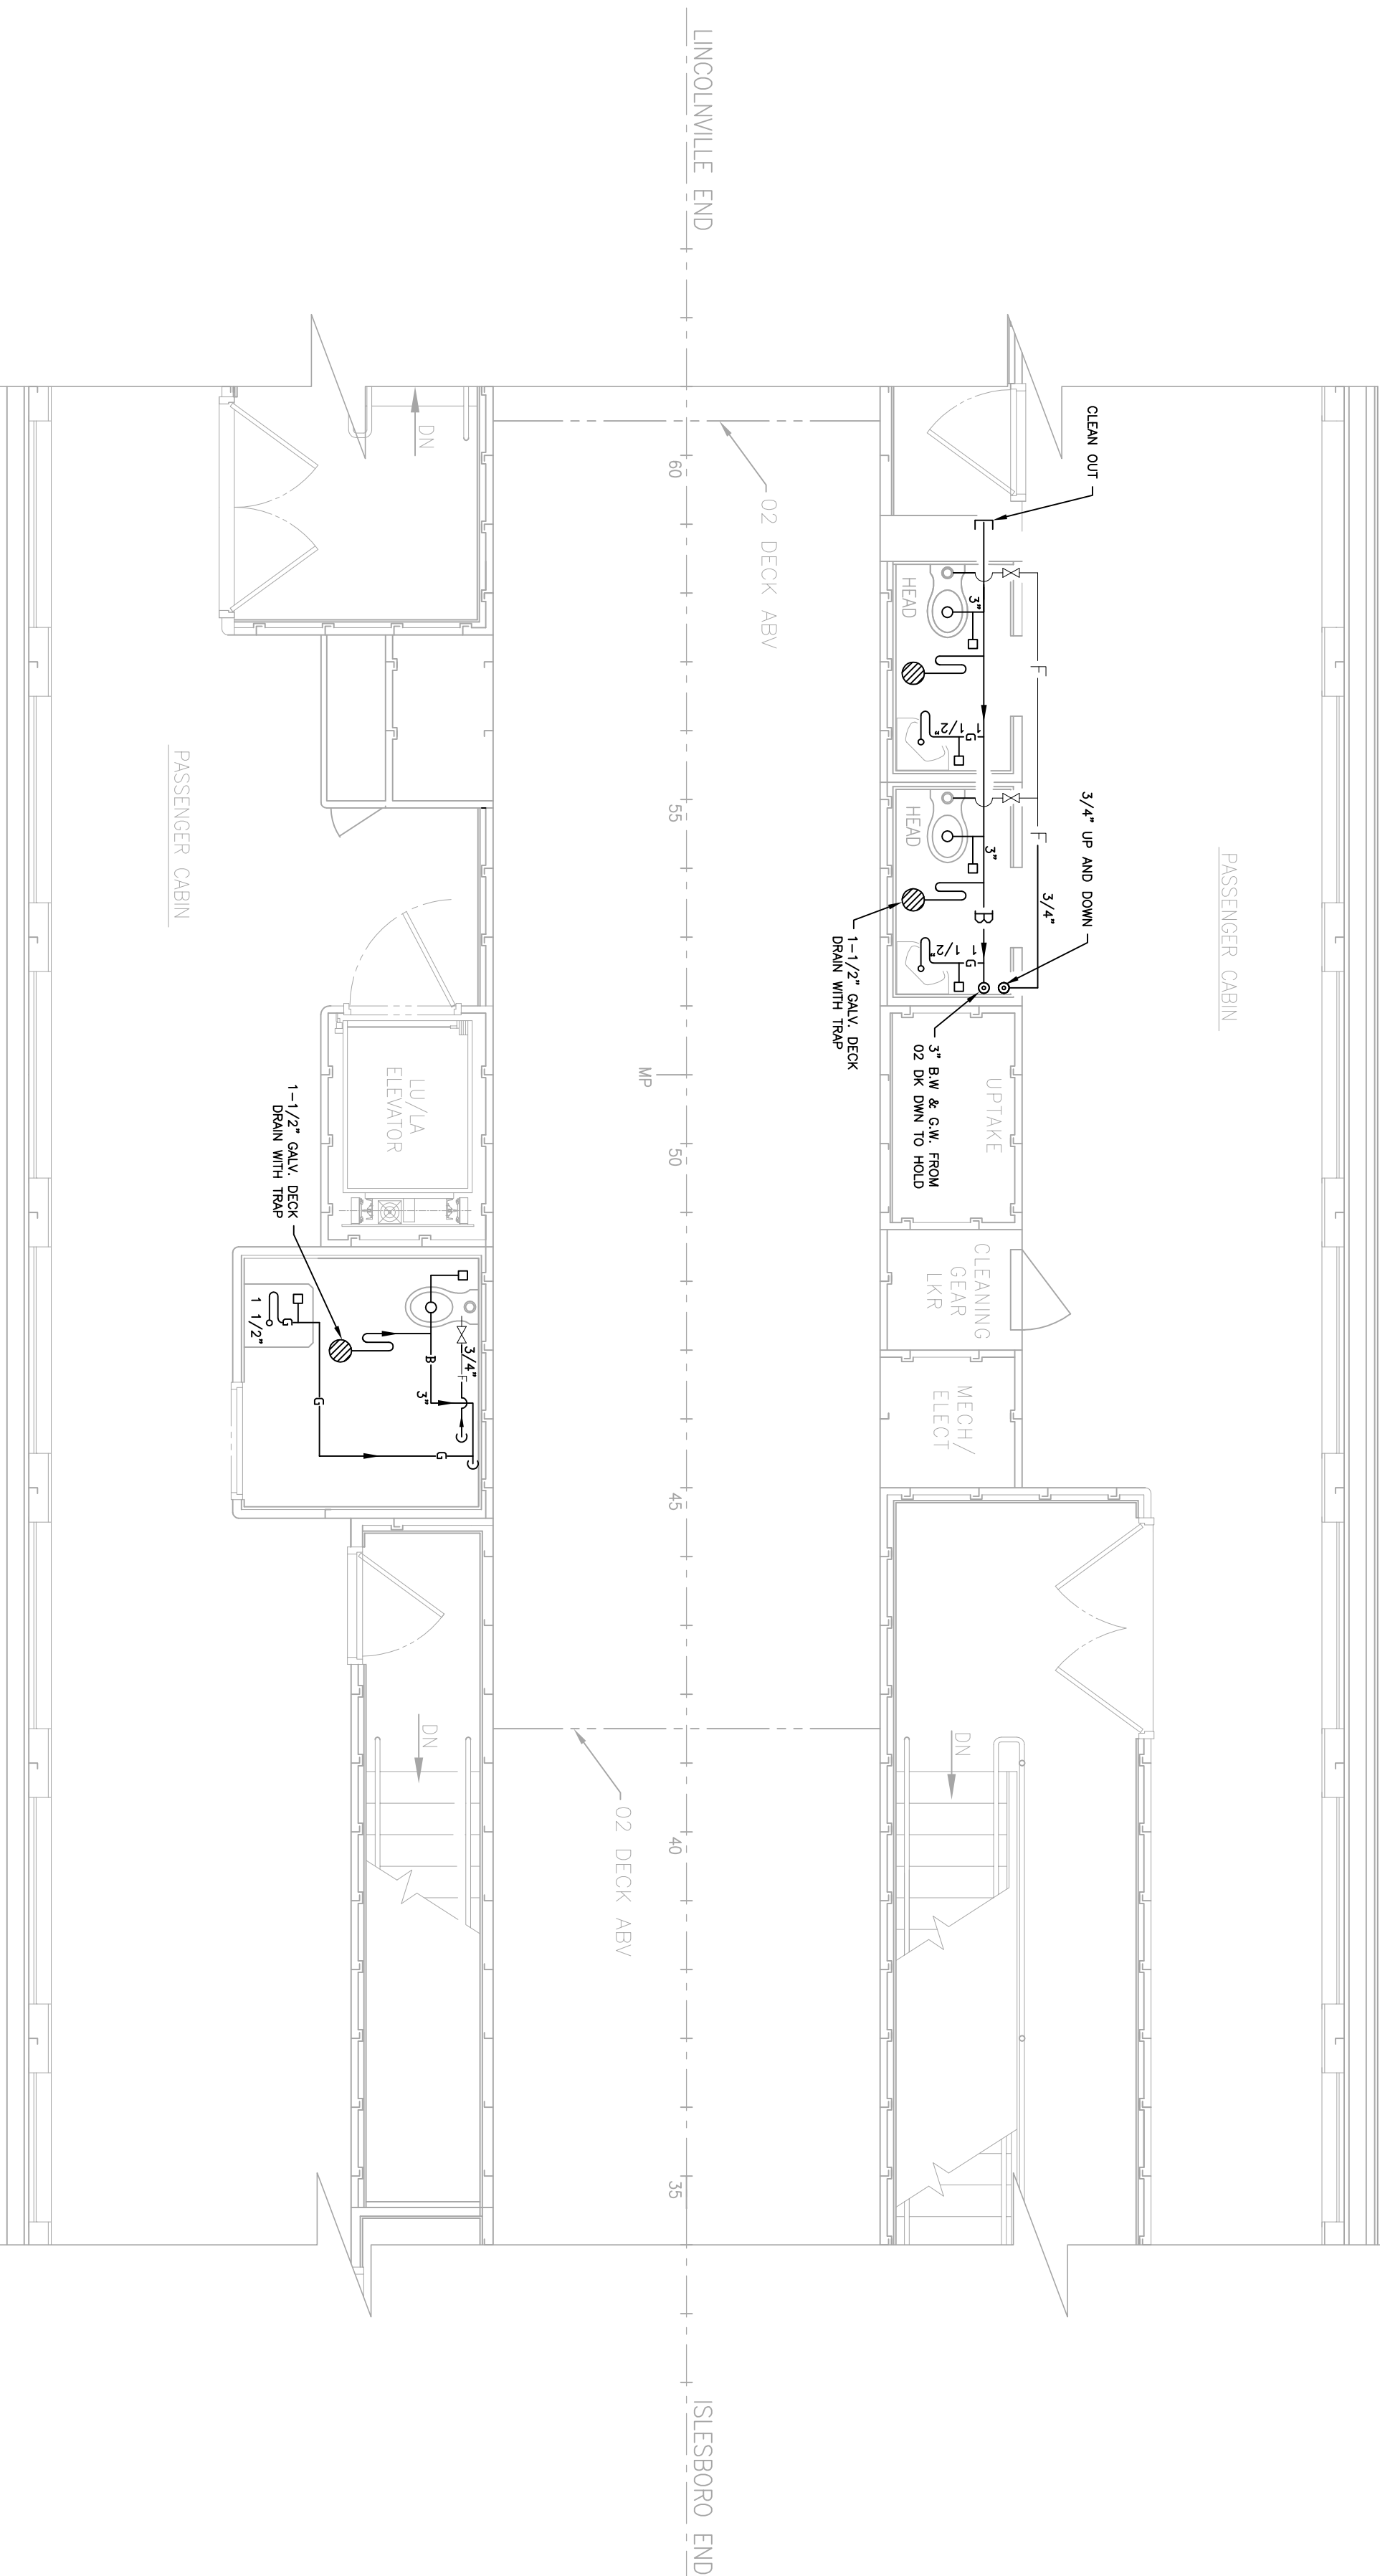 LINCOLNVILLE END
ISLESBORO END
PASSENGER CABIN
CLEAN OUT
F
F
3/4"
3/4" UP AND DOWN
HEAD
3"
1 1/2"
G
HEAD
3"
B
1 1/2"
G
3" B.W & G.W. FROM
02 DK DWN TO HOLD
1-1/2" GALV. DECK
DRAIN WITH TRAP
UPTAKE
CLEANING
GEAR
LKR
MECH/
ELECT
DN
02 DECK ABV
60
55
MP
50
45
40
35
02 DECK ABV
DN
LU/LA
ELEVATOR
1-1/2" GALV. DECK
DRAIN WITH TRAP
3/4"
F
B
3"
G
G
G
1 1/2"
DN
PASSENGER CABIN